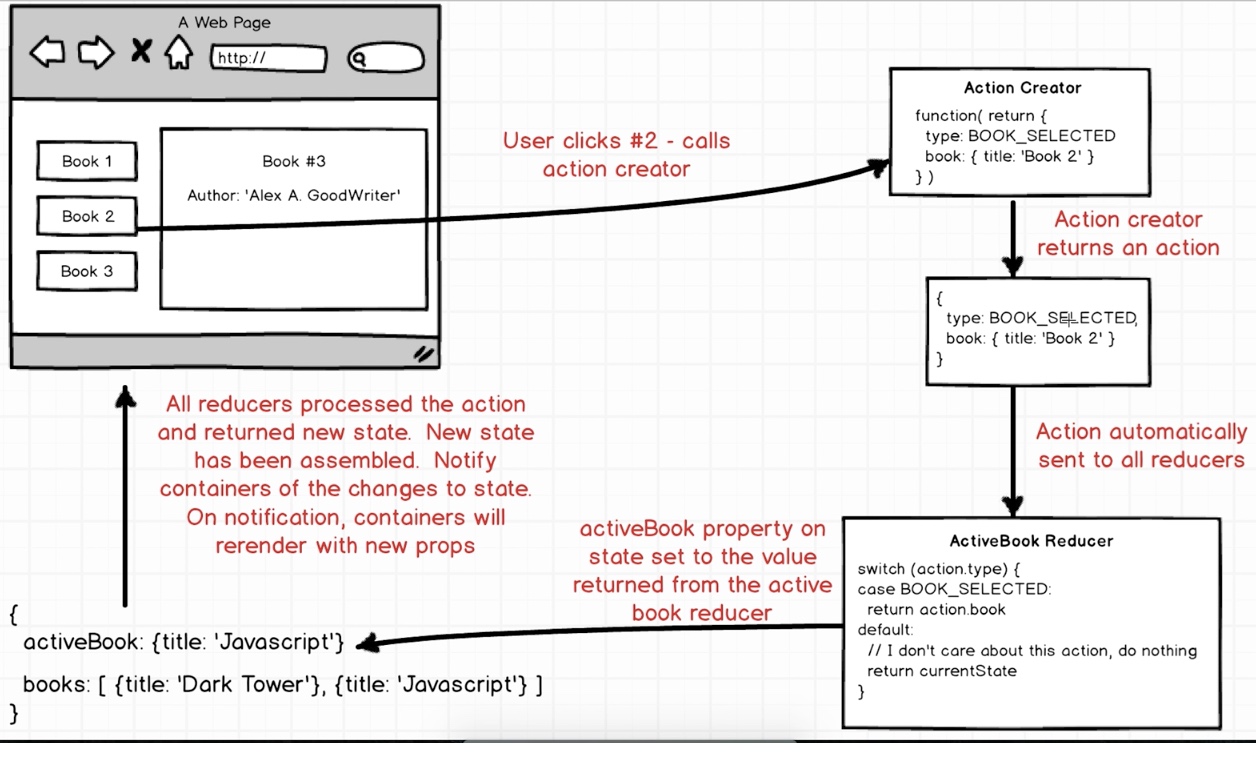 A Web Page
http://
Book 1
Book 2
Book 3
Book #3
Author: 'Alex A. GoodWriter'
User clicks #2 - calls
action creator
Action Creator
function( return {
type: BOOK_SELECTED
book: { title: 'Book 2' }
} )
Action creator
returns an action
{
type: BOOK_SELECTED,
book: { title: 'Book 2' }
}
Action automatically
sent to all reducers
ActiveBook Reducer
switch (action.type) {
case BOOK_SELECTED:
return action.book
default:
// I don't care about this action, do nothing
return currentState
}
activeBook property on
state set to the value
returned from the active
book reducer
{
activeBook: {title: 'Javascript'}
books: [ {title: 'Dark Tower'}, {title: 'Javascript'} ]
}
All reducers processed the action
and returned new state. New state
has been assembled. Notify
containers of the changes to state.
On notification, containers will
rerender with new props